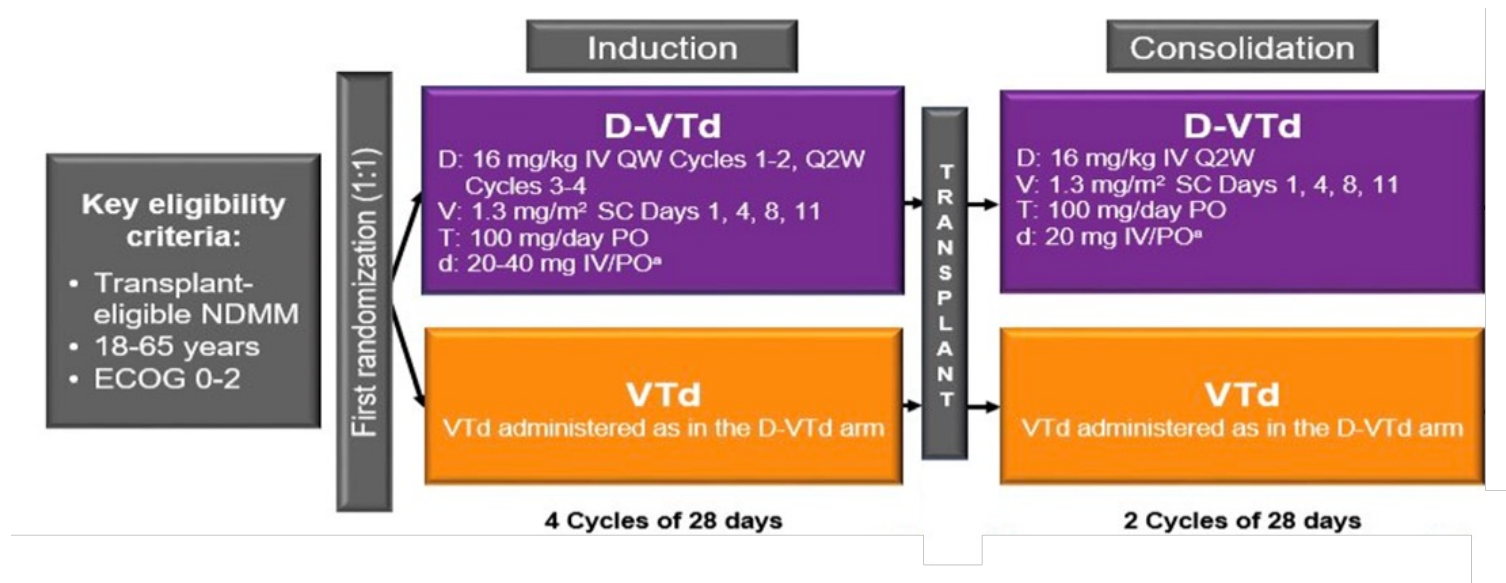 Induction
Consolidation
Key eligibility
criteria:
• Transplant-
eligible NDMM
• 18-65 years
• ECOG 0-2
First randomization (1:1)
D-VTd
D: 16 mg/kg IV QW Cycles 1-2, Q2W
Cycles 3-4
V: 1.3 mg/m² SC Days 1, 4, 8, 11
T: 100 mg/day PO
d: 20-40 mg IV/POᵃ
VTd
VTd administered as in the D-VTd arm
4 Cycles of 28 days
TRANSPLANT
D-VTd
D: 16 mg/kg IV Q2W
V: 1.3 mg/m² SC Days 1, 4, 8, 11
T: 100 mg/day PO
d: 20 mg IV/POᵃ
VTd
VTd administered as in the D-VTd arm
2 Cycles of 28 days